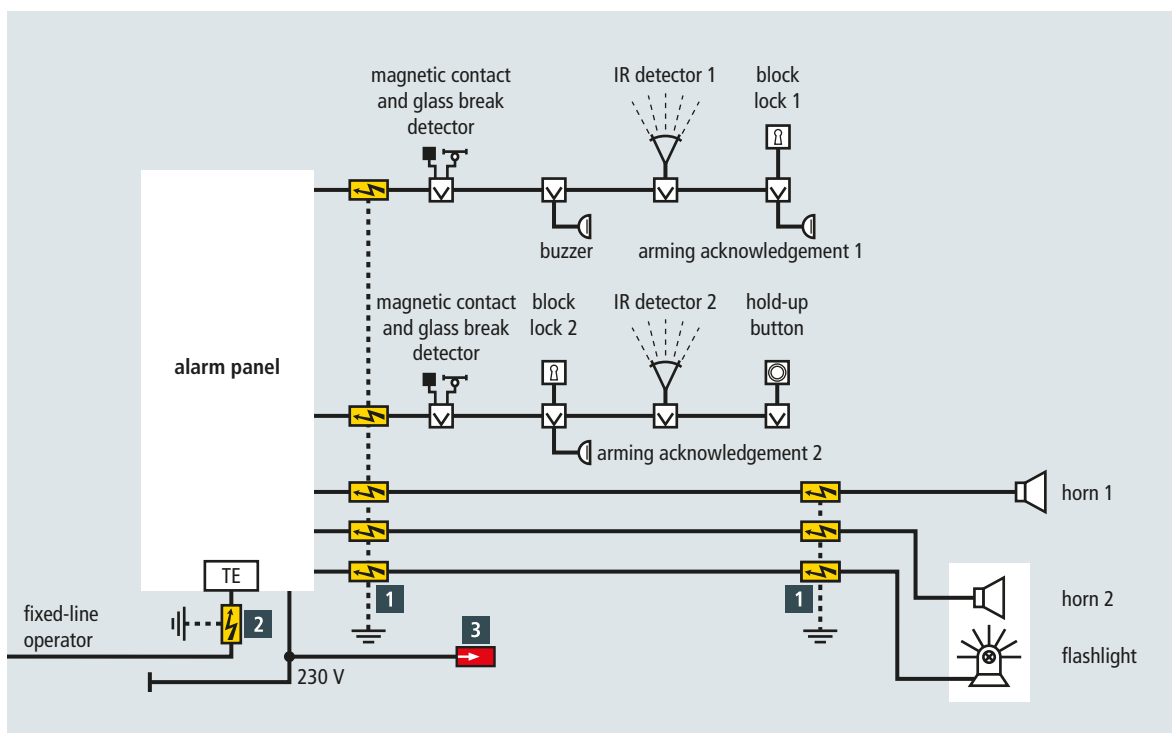 magnetic contact
and glass break
detector
IR detector 1
block
lock 1
buzzer
arming acknowledgement 1
magnetic contact
and glass break
detector
block
lock 2
IR detector 2
hold-up
button
alarm panel
arming acknowledgement 2
horn 1
TE
1
1
horn 2
fixed-line
operator
2
3
flashlight
230 V